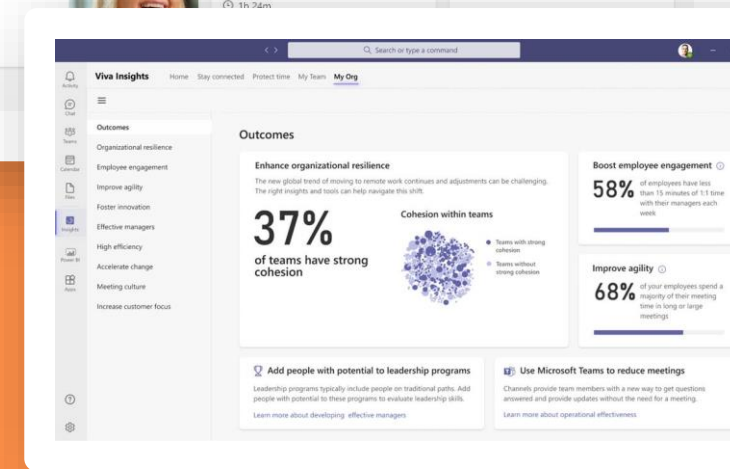 1h 24m
Search or type a command
Activity
Chat
Teams
Calendar
Files
Insights
Power BI
Apps
Viva Insights
Home
Stay connected
Protect time
My Team
My Org
Outcomes
Organizational resilience
Employee engagement
Improve agility
Foster innovation
Effective managers
High efficiency
Accelerate change
Meeting culture
Increase customer focus
Outcomes
Enhance organizational resilience
The new global trend of moving to remote work continues and adjustments can be challenging.
The right insights and tools can help navigate this shift.
37%
of teams have strong
cohesion
Cohesion within teams
Teams with strong
cohesion
Teams without
strong cohesion
Boost employee engagement
58%
of employees have less
than 15 minutes of 1:1 time
with their managers each
week
Improve agility
68%
of your employees spend a
majority of their meeting
time in long or large
meetings
Add people with potential to leadership programs
Leadership programs typically include people on traditional paths. Add
people with potential to these programs to evaluate leadership skills.
Learn more about developing effective managers
Use Microsoft Teams to reduce meetings
Channels provide team members with a new way to get questions
answered and provide updates without the need for a meeting.
Learn more about operational effectiveness